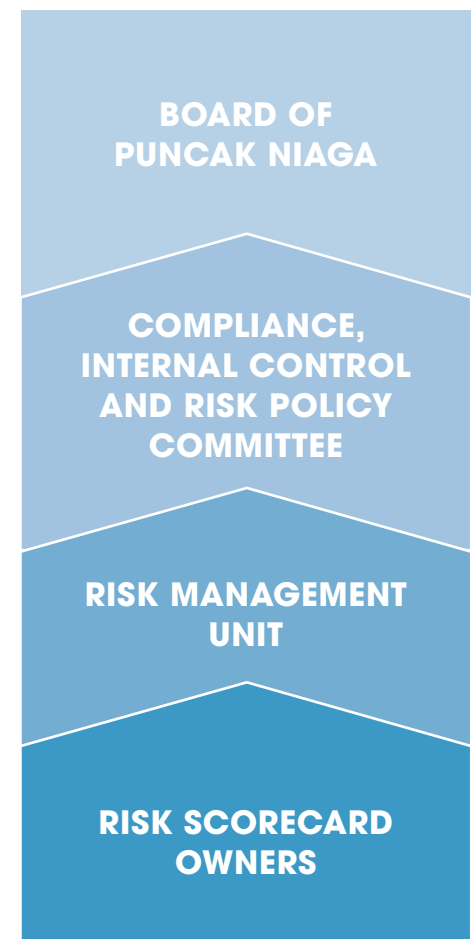 BOARD OF
PUNCAK NIAGA
COMPLIANCE,
INTERNAL CONTROL
AND RISK POLICY
COMMITTEE
RISK MANAGEMENT
UNIT
RISK SCORECARD
OWNERS